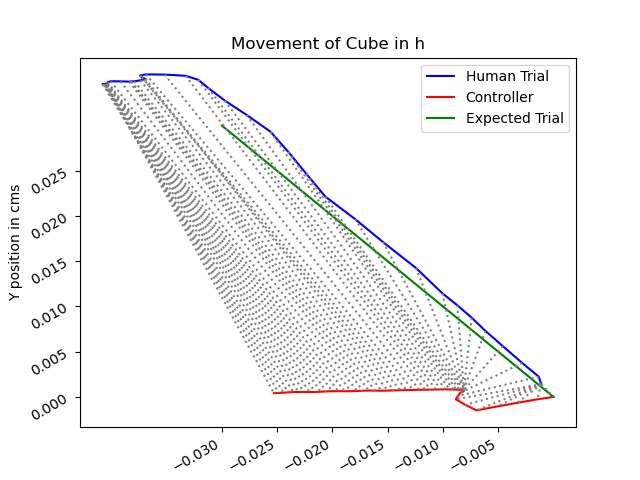 Movement of Cube in h
Human Trial
Controller
Expected Trial
Y position in cms
0.025
0.020
0.015
0.010
0.005
0.000
−0.030
−0.025
−0.020
−0.015
−0.010
−0.005